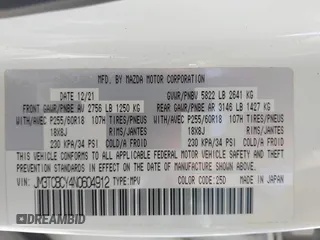 MFD. BY MAZDA MOTOR CORPORATION
DATE 12/21 GVWR/PNBV 5822 LB 2641 KG
FRONT GAWR/PNBE AV 2756 LB 1250 KG REAR GAWR/PNBE AR 3146 LB 1427 KG
WITH/AVEC P255/60R18 107H TIRES/PNEUS WITH/AVEC P255/60R18 107H TIRES/PNEUS
18X8J RIMS/JANTES 18X8J RIMS/JANTES
230 KPA/34 PSI COLD/A FROID 230 KPA/34 PSI COLD/A FROID
THIS VEHICLE CONFORMS TO ALL APPLICABLE FEDERAL MOTOR
VEHICLE SAFETY, BUMPER, AND THEFT
PREVENTION STANDARDS IN EFFECT ON THE DATE OF
MANUFACTURE SHOWN ABOVE.
VIN: JM3TCBCY4N0604912 TYPE: MPV COLOR CODE: 25D